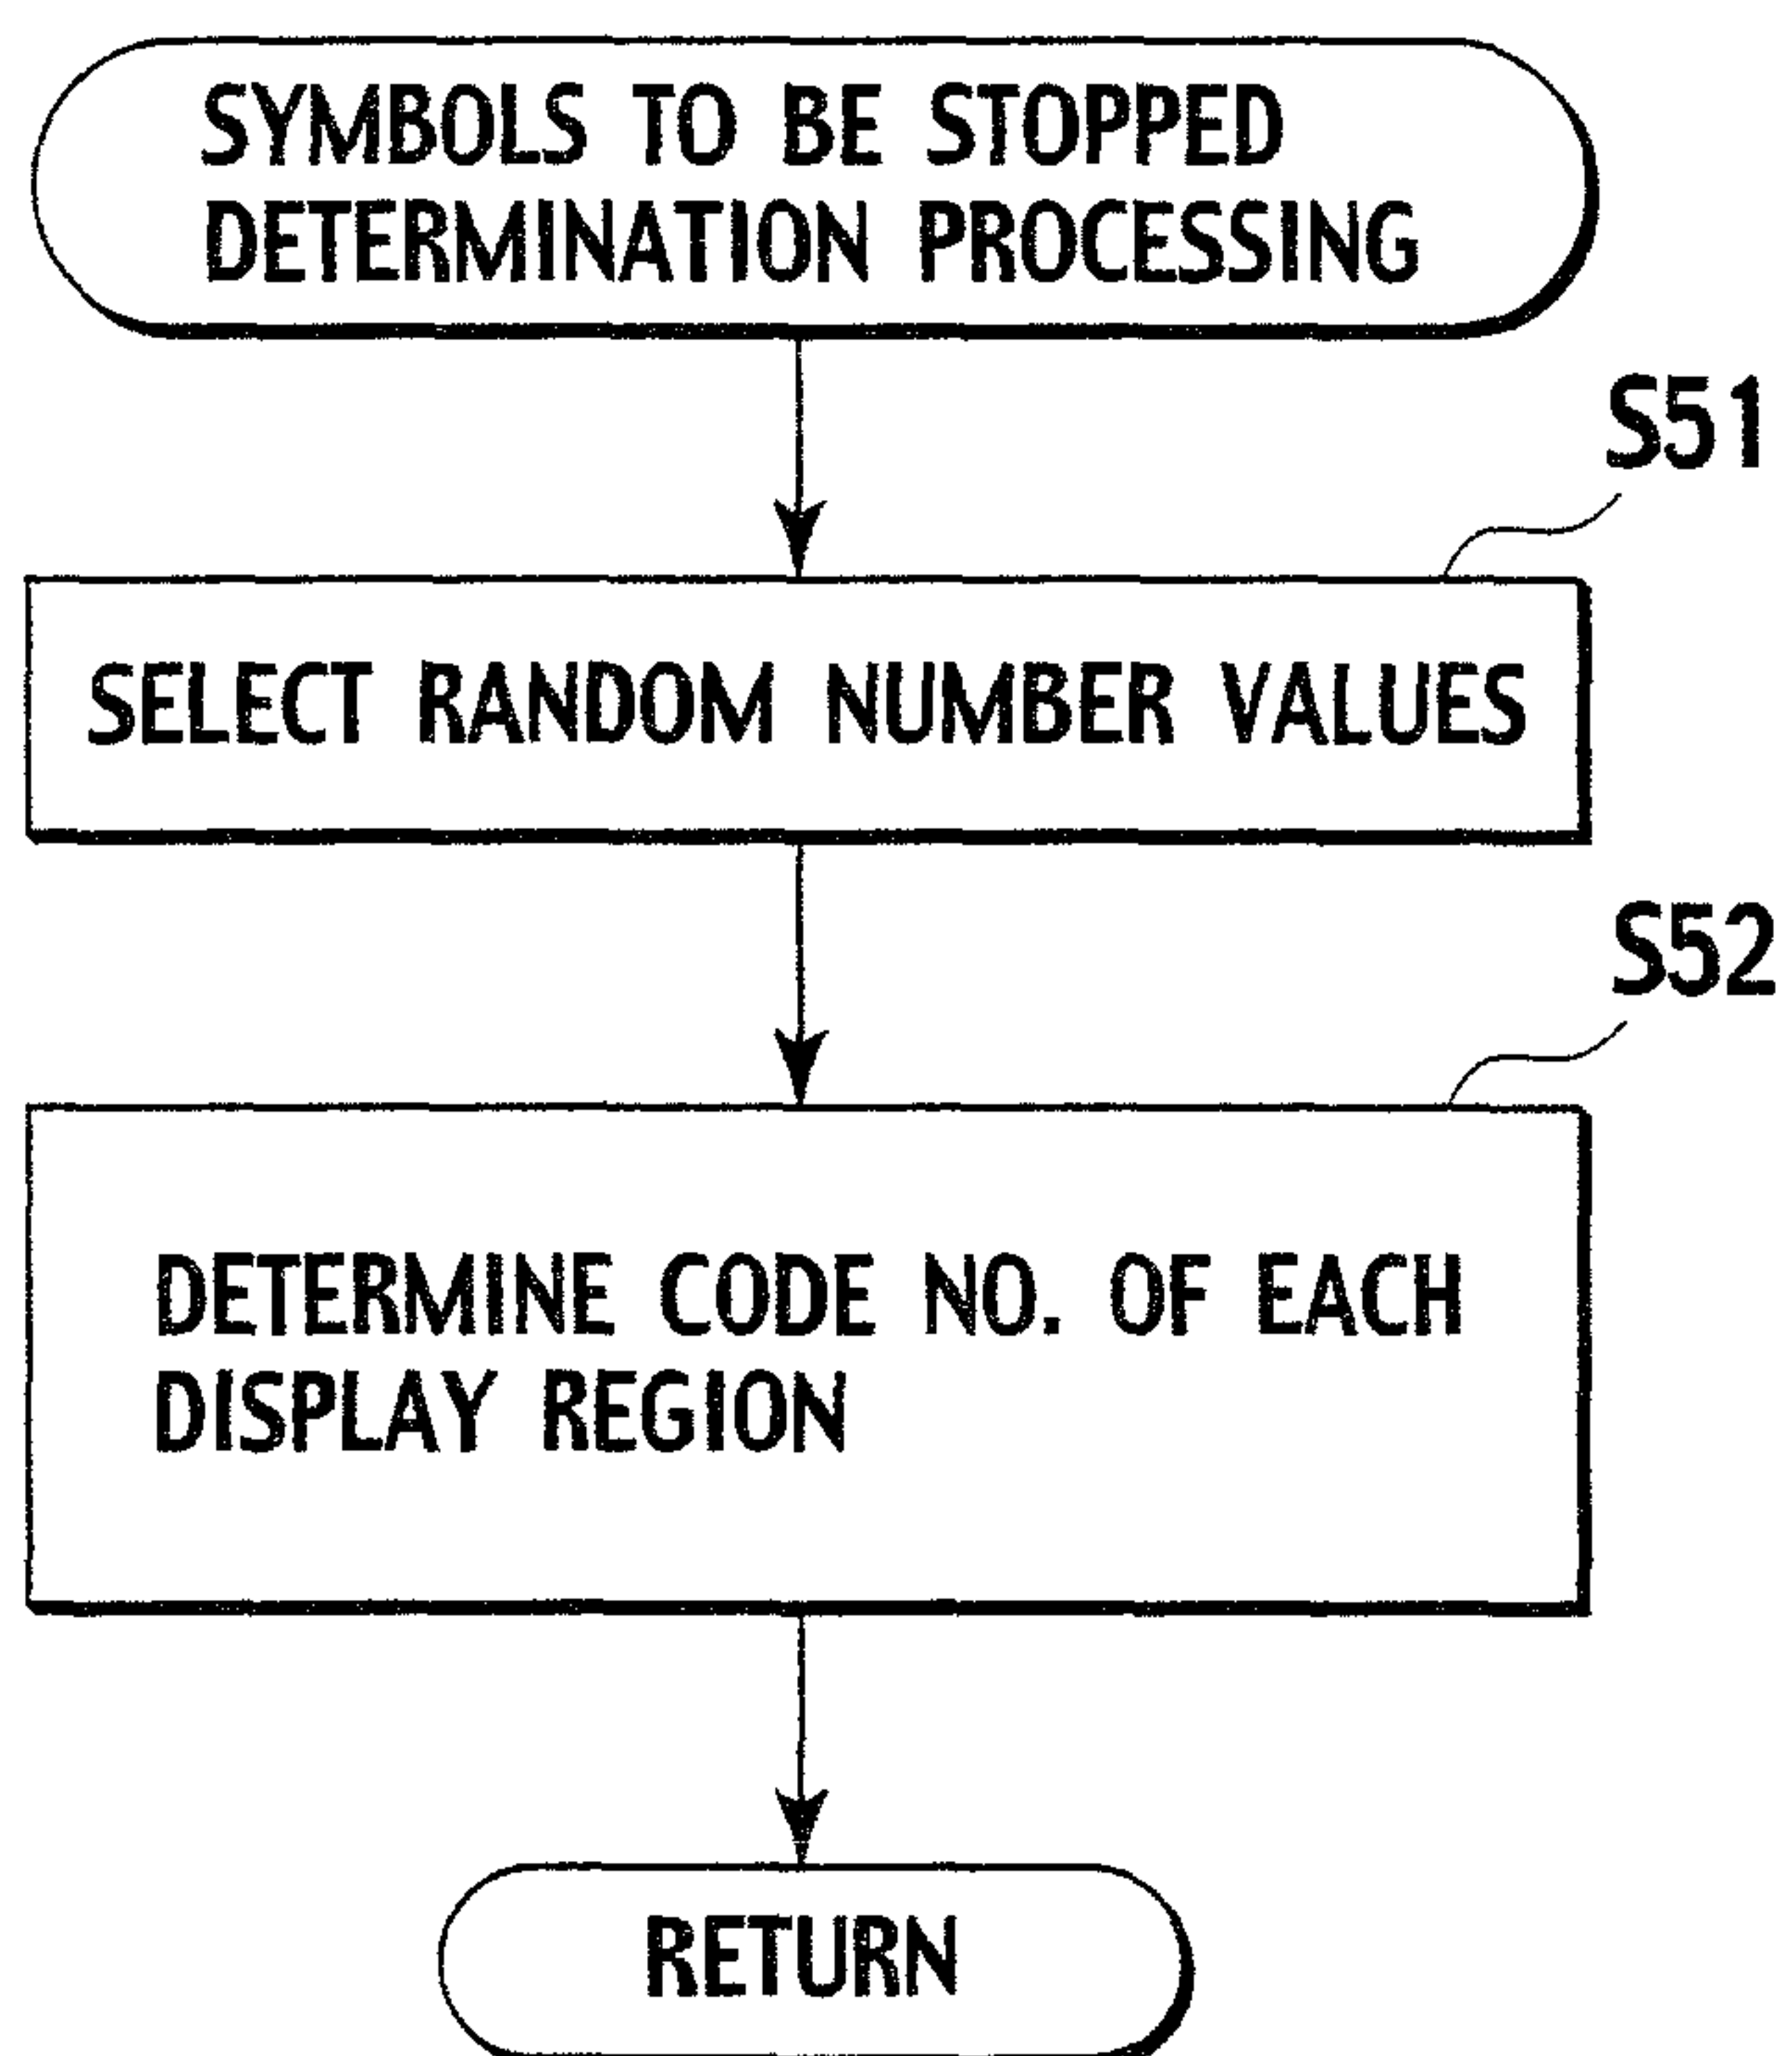 SYMBOLS TO BE STOPPED
DETERMINATION PROCESSING
S51
SELECT RANDOM NUMBER VALUES
S52
DETERMINE CODE NO. OF EACH
DISPLAY REGION
RETURN